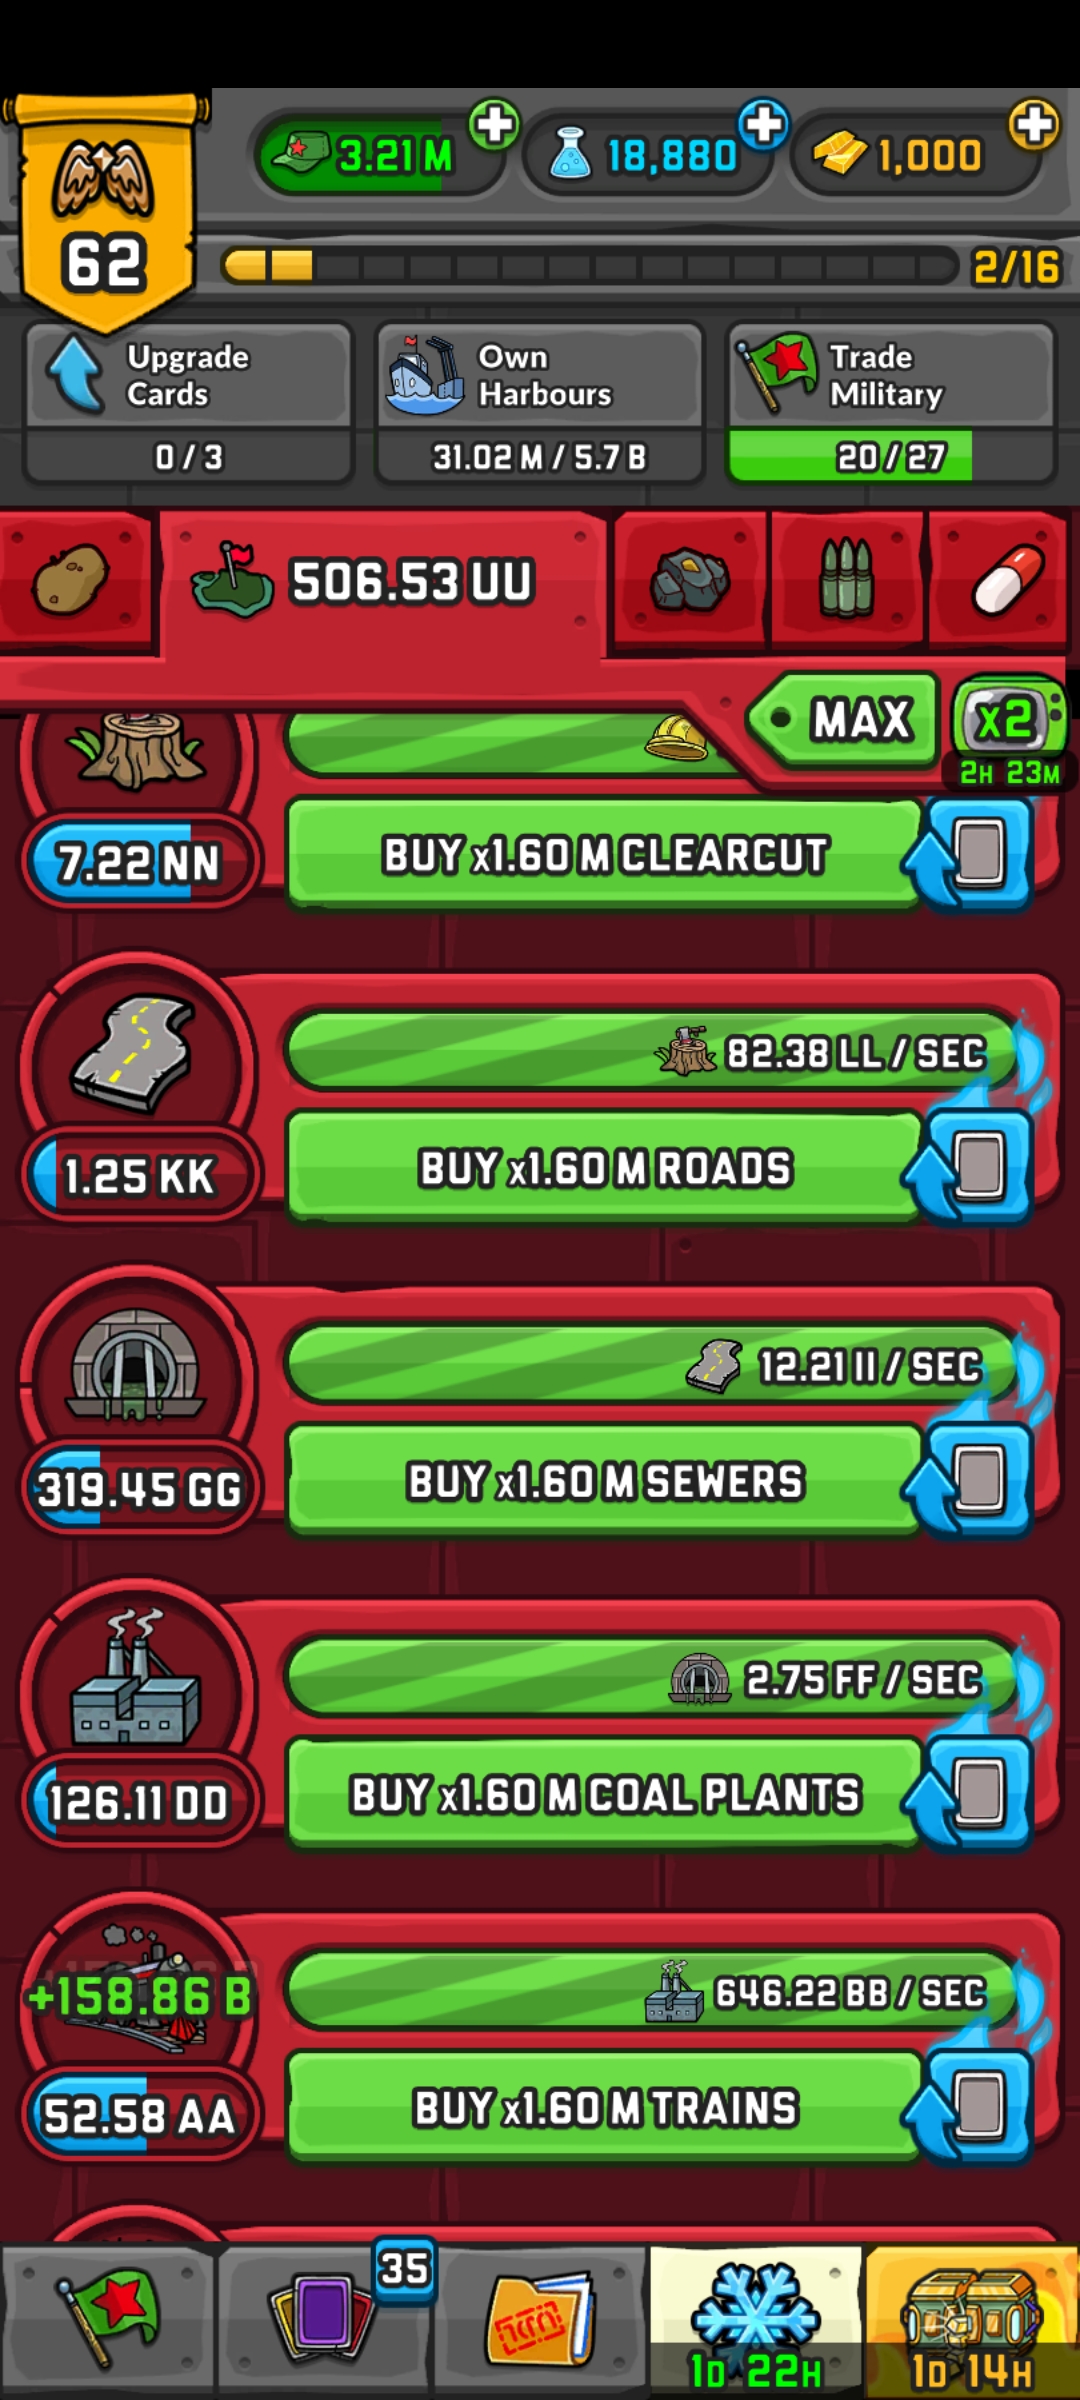 3.21 M
18,880
1,000
62
2/16
Upgrade
Cards
0 / 3
Own
Harbours
31.02 M / 5.7 B
Trade
Military
20 / 27
506.53 UU
MAX
x2
2H 23M
7.22 NN
BUY x1.60 M CLEARCUT
82.38 LL / SEC
1.25 KK
BUY x1.60 M ROADS
12.21 II / SEC
319.45 GG
BUY x1.60 M SEWERS
2.75 FF / SEC
126.11 DD
BUY x1.60 M COAL PLANTS
+158.86 B
646.22 BB / SEC
52.58 AA
BUY x1.60 M TRAINS
35
1D 22H
1D 14H